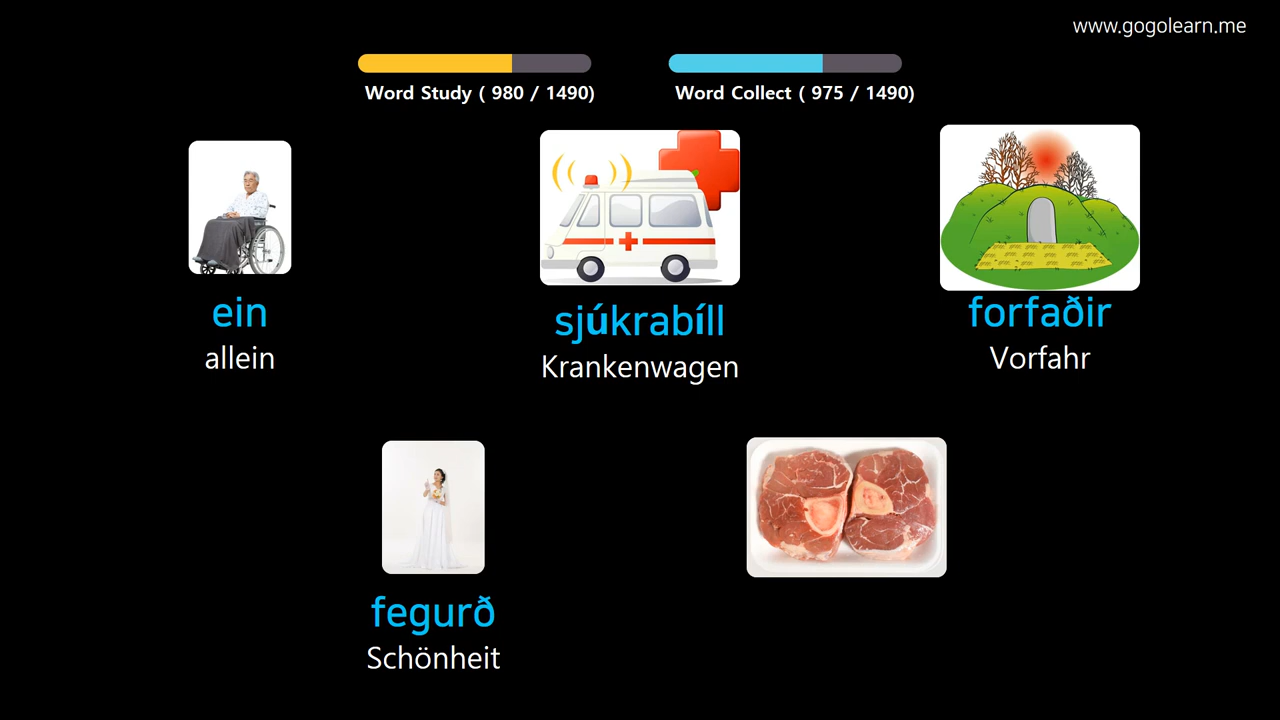 www.gogolearn.me
Word Study ( 980 / 1490)
Word Collect ( 975 / 1490)
ein
allein
sjúkrabíll
Krankenwagen
forfaðir
Vorfahr
fegurð
Schönheit